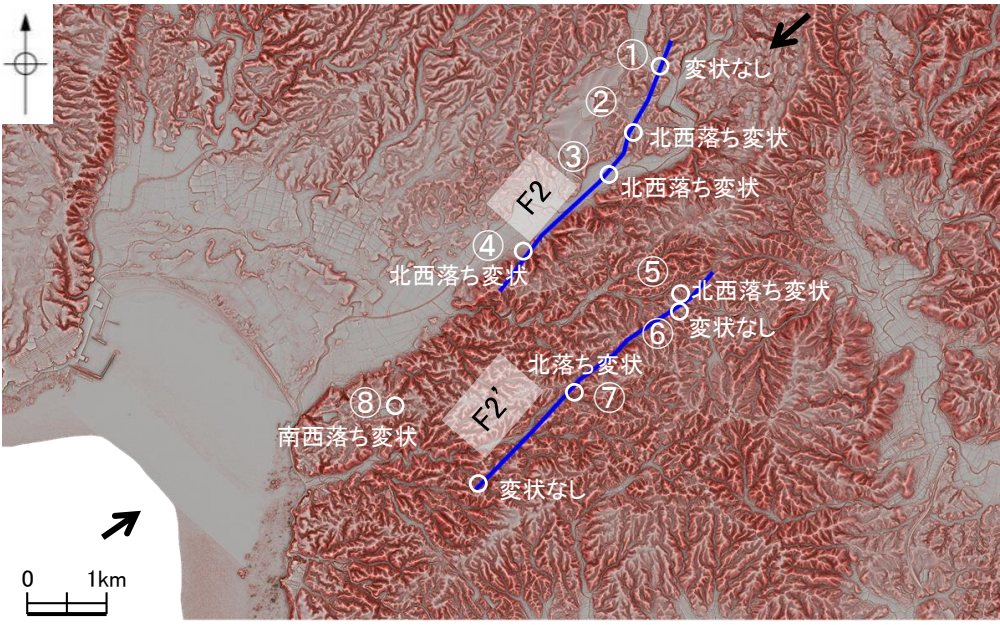 ①
変状なし
②
北西落ち変状
③
北西落ち変状
F2
④
北西落ち変状
⑤
北西落ち変状
⑥
変状なし
北落ち変状
⑦
F2'
⑧
南西落ち変状
変状なし
0 1km